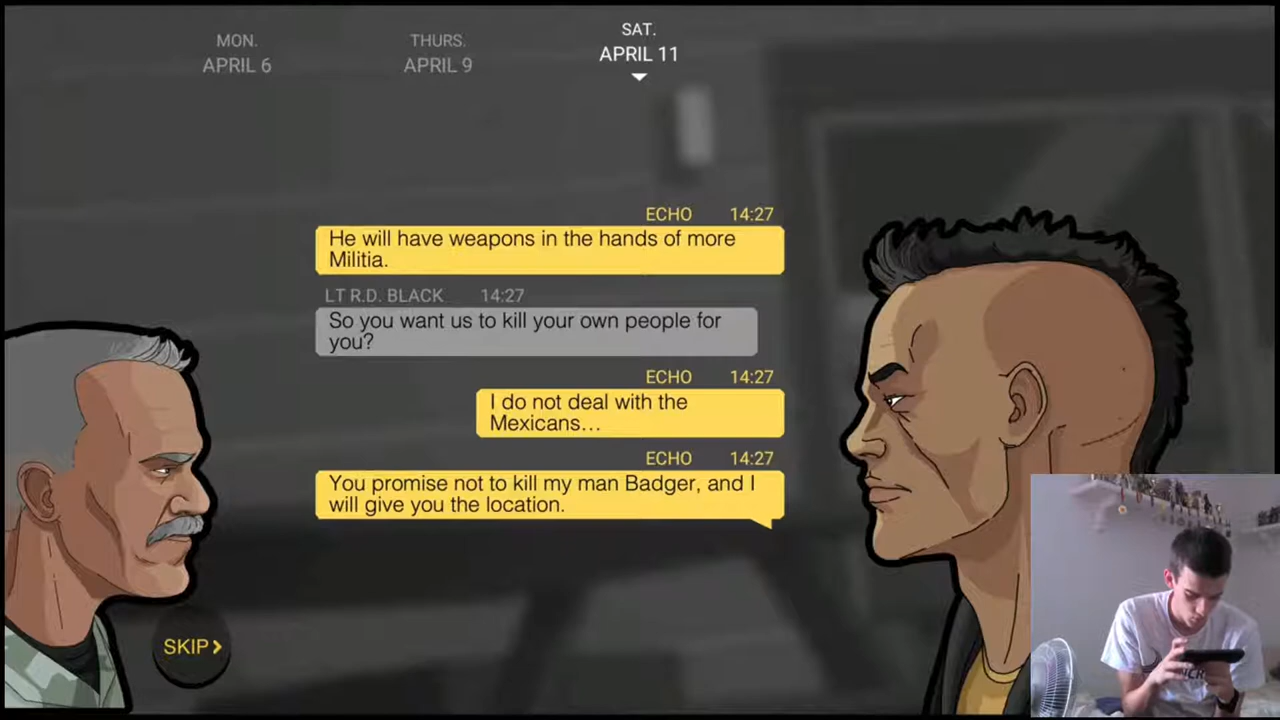 MON.
APRIL 6
THURS.
APRIL 9
SAT.
APRIL 11
ECHO 14:27
He will have weapons in the hands of more
Militia.
LT R.D. BLACK 14:27
So you want us to kill your own people for
you?
ECHO 14:27
I do not deal with the
Mexicans...
ECHO 14:27
You promise not to kill my man Badger, and I
will give you the location.
SKIP >